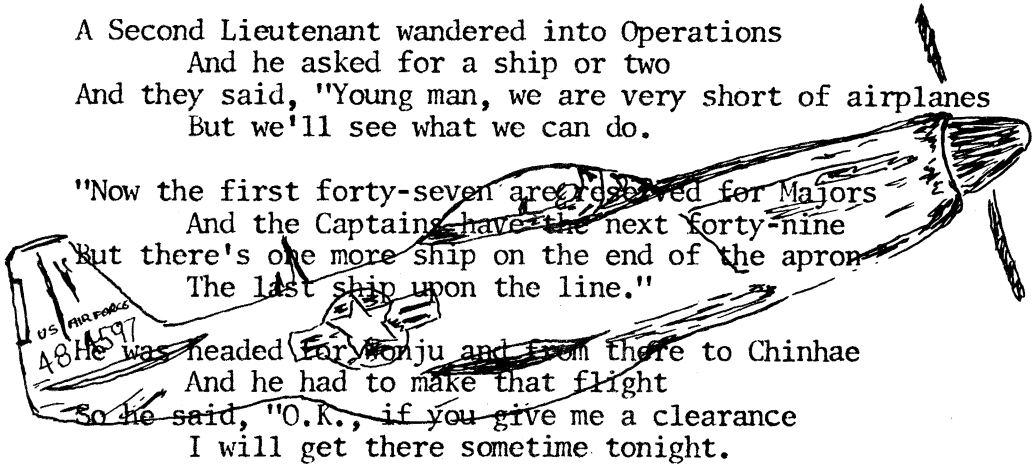 A Second Lieutenant wandered into Operations
And he asked for a ship or two
And they said, "Young man, we are very short of airplanes
But we'll see what we can do.
"Now the first forty-seven are reserved for Majors
And the Captains have the next forty-nine
But there's one more ship on the end of the apron
The last ship upon the line."
US AIR FORCE
484597
He was headed for Wonju and from there to Chinhae
And he had to make that flight
So he said, "O.K., if you give me a clearance
I will get there sometime tonight.